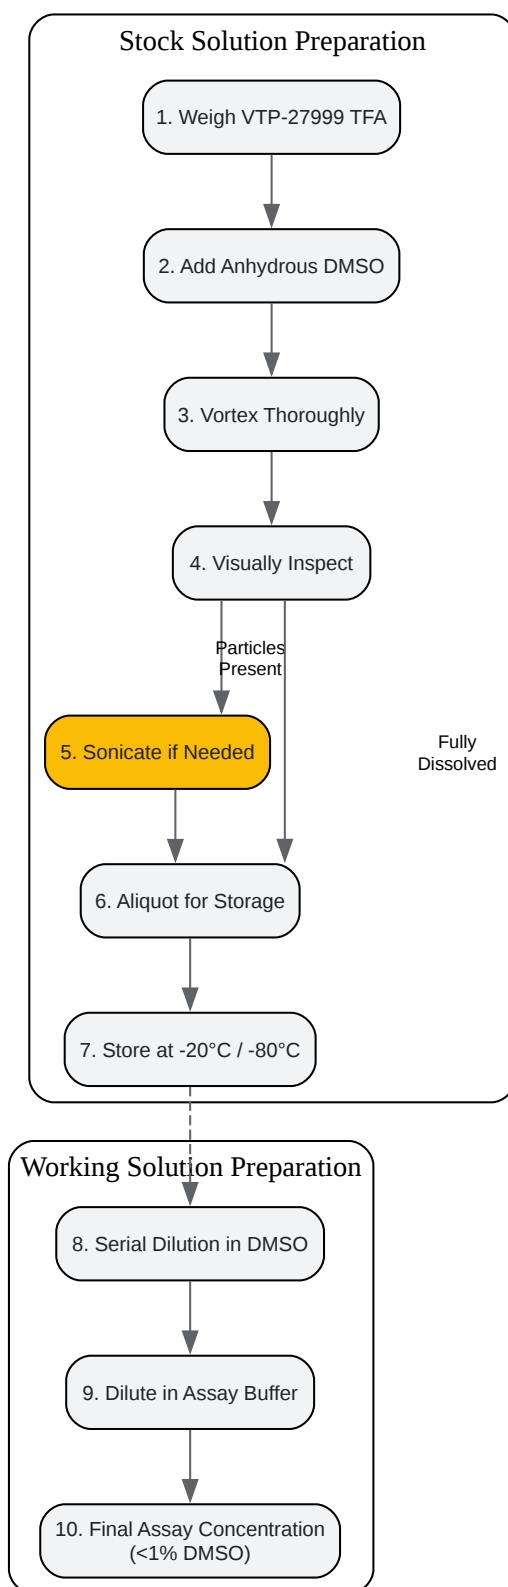 Stock Solution Preparation
1. Weigh VTP-27999 TFA
2. Add Anhydrous DMSO
3. Vortex Thoroughly
4. Visually Inspect
Particles
Present
5. Sonicate if Needed
Fully
Dissolved
6. Aliquot for Storage
7. Store at -20°C / -80°C
Working Solution Preparation
8. Serial Dilution in DMSO
9. Dilute in Assay Buffer
10. Final Assay Concentration
(<1% DMSO)